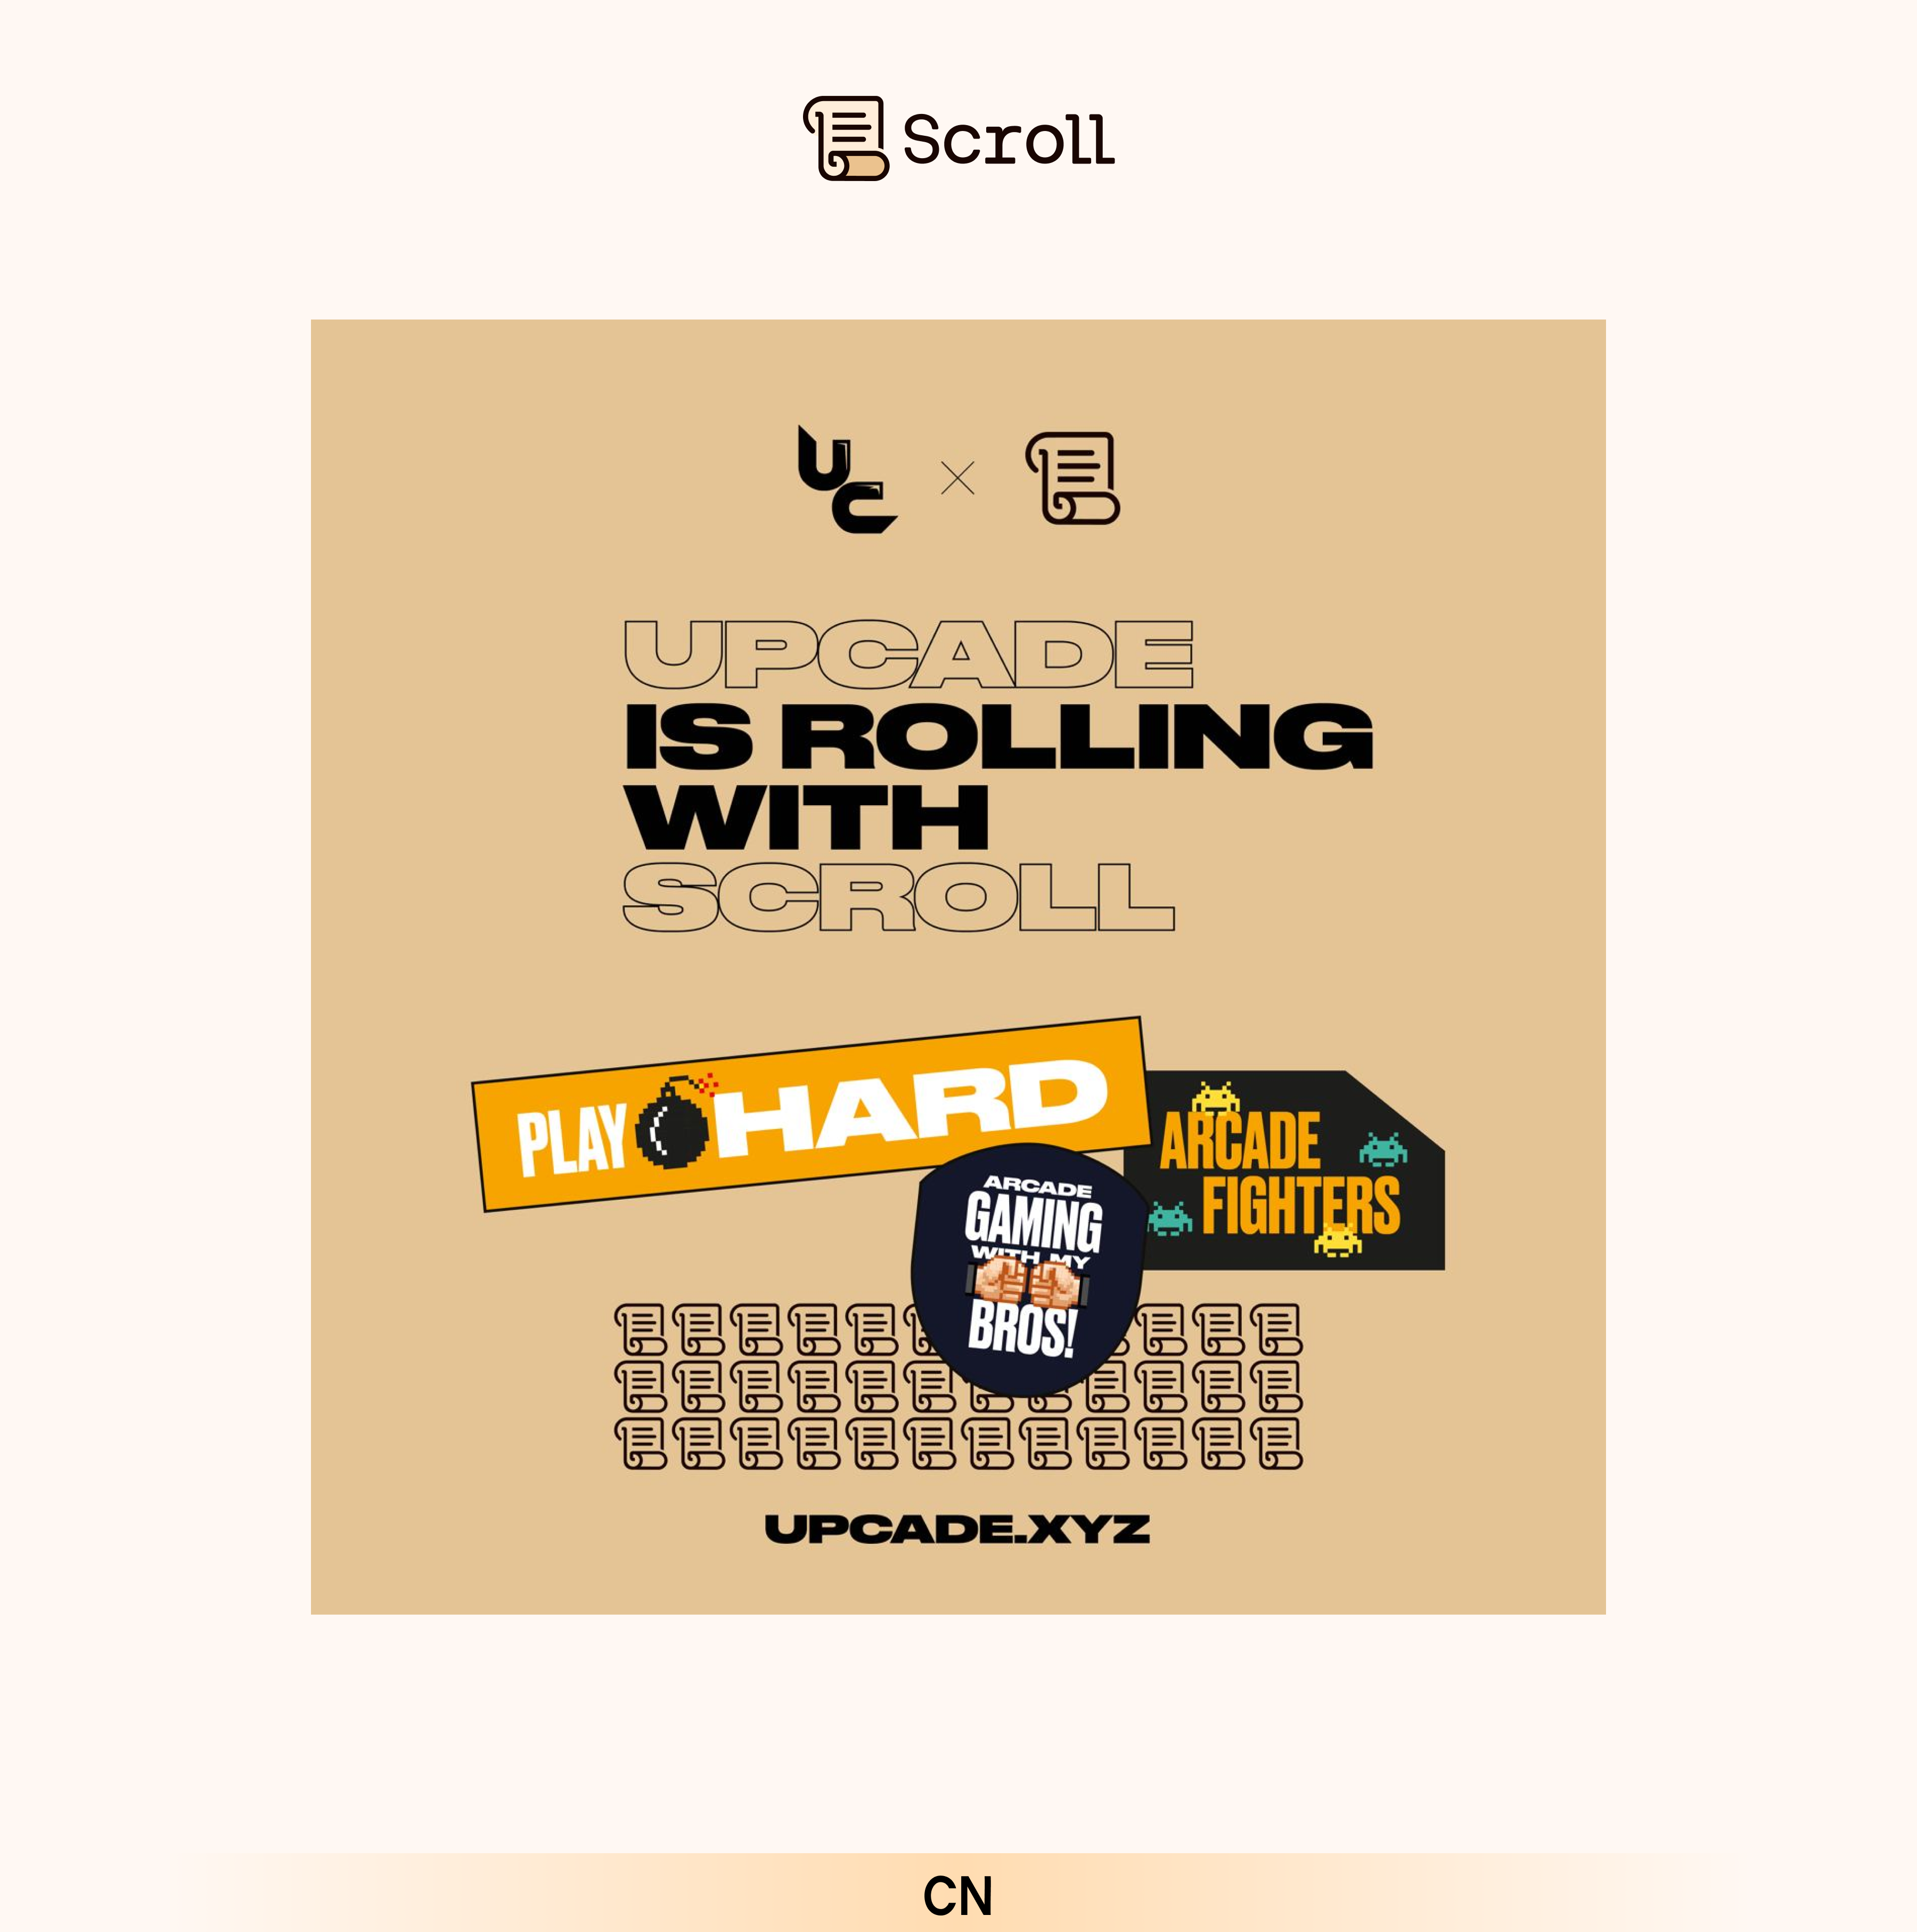 Scroll
UC
UPCADE
IS ROLLING
WITH
SCROLL
PLAY HARD
ARCADE
FIGHTERS
ARCADE
GAMING
WITH MY
BROS!
UPCADE.XYZ
CN